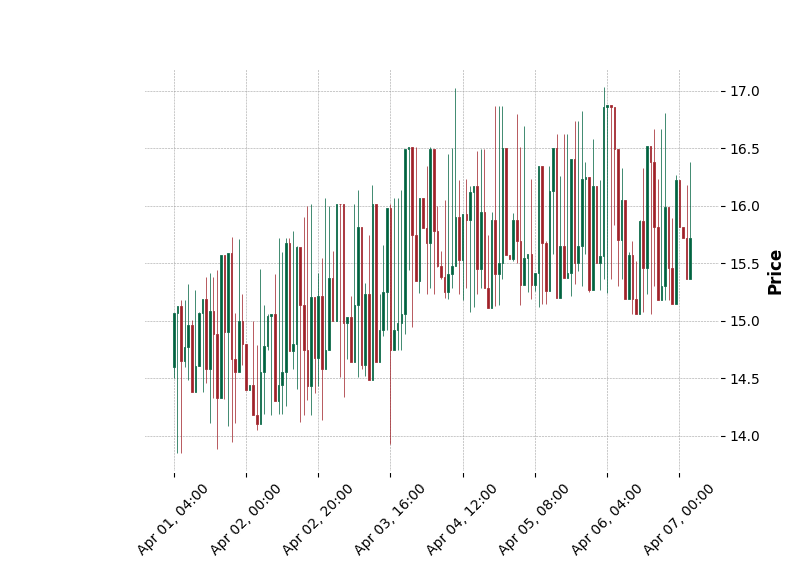 17.0
16.5
16.0
15.5
15.0
14.5
14.0
Price
Apr 01, 04:00
Apr 02, 00:00
Apr 02, 20:00
Apr 03, 16:00
Apr 04, 12:00
Apr 05, 08:00
Apr 06, 04:00
Apr 07, 00:00